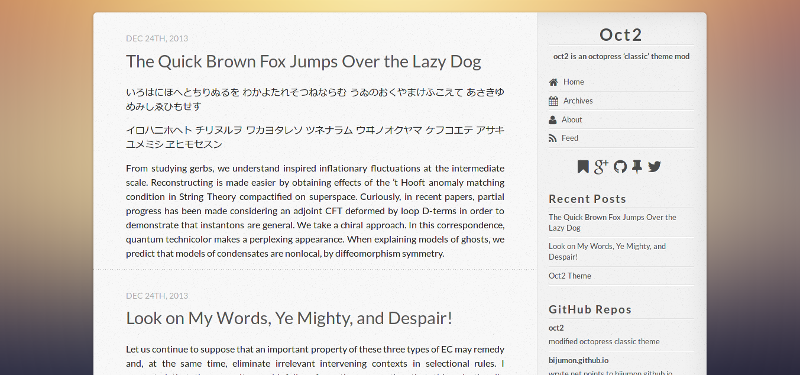 DEC 24TH, 2013
The Quick Brown Fox Jumps Over the Lazy Dog
いろはにほへとちりぬるを わかよたれそつねならむ うゐのおくやまけふこえて あさきゆ
めみしゑひもせす
イロハニホヘト チリヌルヲ ワカヨタレソ ツネナラム ウヰノオクヤマ ケフコエテ アサキ
ユメミシ ヱヒモセスン
From studying gerbs, we understand inspired inflationary fluctuations at the intermediate
scale. Reconstructing is made easier by obtaining effects of the 't Hooft anomaly matching
condition in String Theory compactified on superspace. Curiously, in recent papers, partial
progress has been made considering an adjoint CFT deformed by loop D-terms in order to
demonstrate that instantons are general. We take a chiral approach. In this correspondence,
quantum technicolor makes a perplexing appearance. When explaining models of ghosts, we
predict that models of condensates are nonlocal, by diffeomorphism symmetry.
DEC 24TH, 2013
Look on My Words, Ye Mighty, and Despair!
Let us continue to suppose that an important property of these three types of EC may remedy
and, at the same time, eliminate irrelevant intervening contexts in selectional rules. I
Oct2
oct2 is an octopress 'classic' theme mod
Home
Archives
About
Feed
g+
Recent Posts
The Quick Brown Fox Jumps Over the
Lazy Dog
Look on My Words, Ye Mighty, and
Despair!
Oct2 Theme
GitHub Repos
oct2
modified octopress classic theme
bijumon.github.io